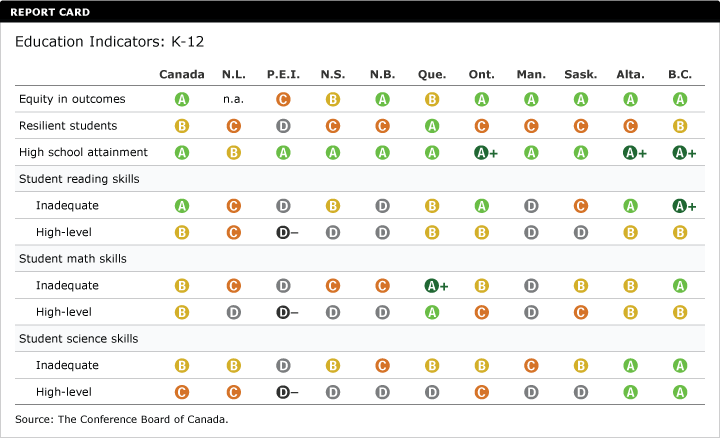 REPORT CARD
Education Indicators: K-12
Canada N.L. P.E.I. N.S. N.B. Que. Ont. Man. Sask. Alta. B.C.
Equity in outcomes A n.a. C B A B A A A A A
Resilient students B C D C C A C C C C B
High school attainment A B A A A A A+ A A A+ A+
Student reading skills
Inadequate A C D B D B A D C A A+
High-level B C D– D D B B D D B B
Student math skills
Inadequate B C D C C A+ B D B B A
High-level B D D– D D A C D C B B
Student science skills
Inadequate B B D B C B B C B A A
High-level C C D– D D D C D D A A
Source: The Conference Board of Canada.